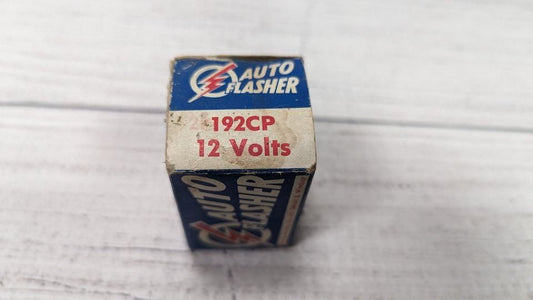 AUTO
FLASHER
192CP
12 Volts
AUTO
FLASHER